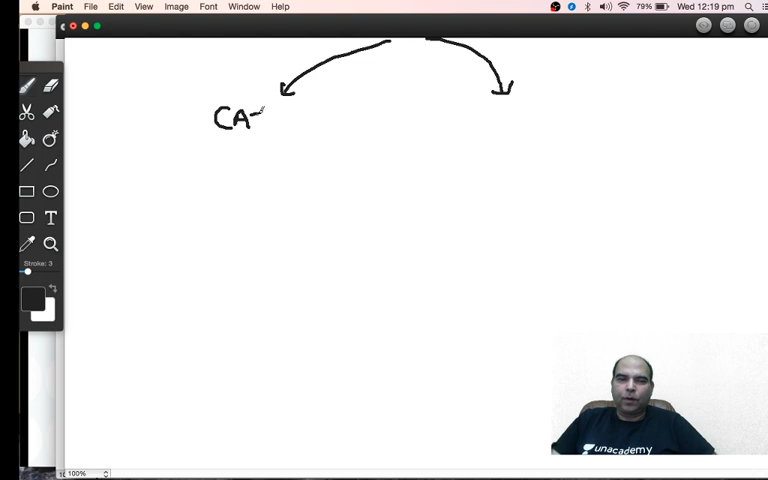 Paint File Edit View Image Font Window Help 79% Wed 12:19 pm
CA-
T
Stroke: 3
unacademy
100%